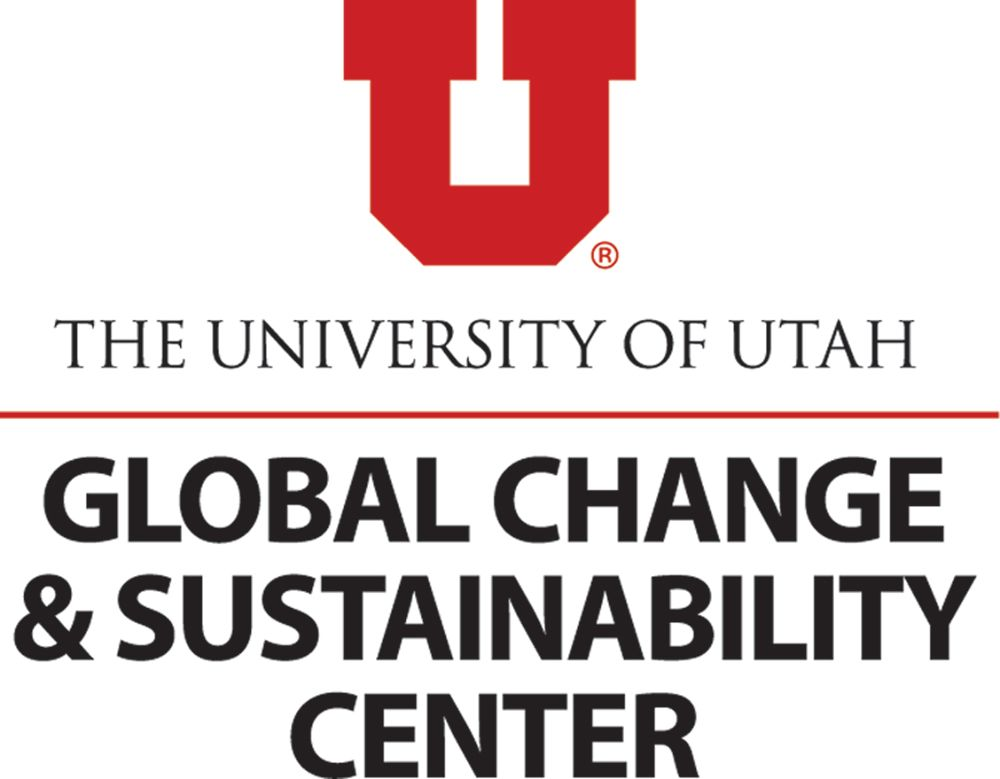 U
®
THE UNIVERSITY OF UTAH
GLOBAL CHANGE
& SUSTAINABILITY
CENTER